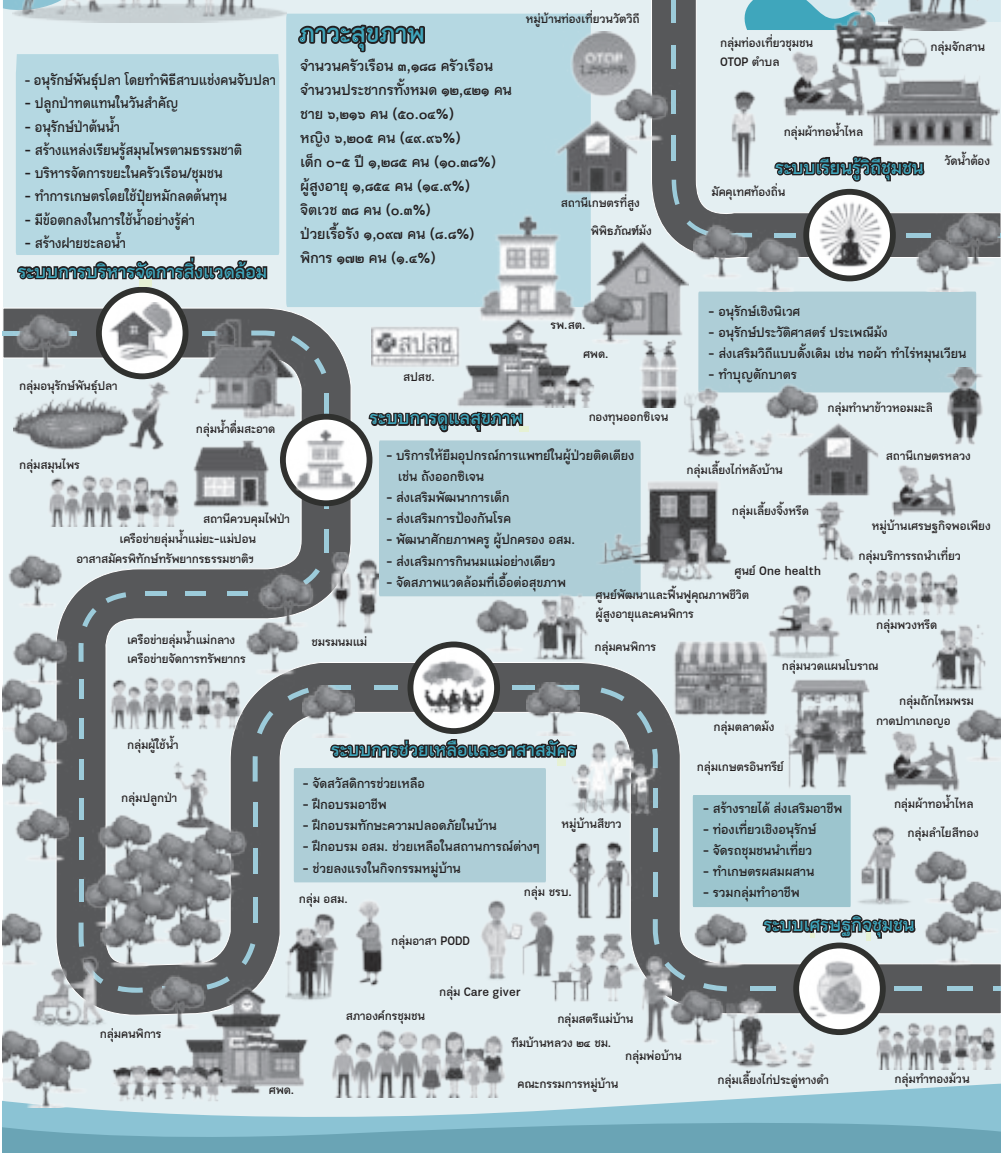 ภาวะสุขภาพ
จำนวนครัวเรือน ๓,๑๘๘ ครัวเรือน
จำนวนประชากรทั้งหมด ๑๒,๔๒๑ คน
ชาย ๖,๒๑๖ คน (๕๐.๐๔%)
หญิง ๖,๒๐๕ คน (๔๙.๙๖%)
เด็ก ๐-๕ ปี ๑,๒๘๕ คน (๑๐.๓๘%)
ผู้สูงอายุ ๑,๘๕๔ คน (๑๔.๙%)
จิตเวช ๓๘ คน (๐.๓%)
ป่วยเรื้อรัง ๑,๐๙๗ คน (๘.๘%)
พิการ ๑๗๒ คน (๑.๔%)
- อนุรักษ์พันธุ์ปลา โดยทำพิธีสาบแช่งคนจับปลา
- ปลูกป่าทดแทนในวันสำคัญ
- อนุรักษ์ป่าต้นน้ำ
- สร้างแหล่งเรียนรู้สมุนไพรตามธรรมชาติ
- บริหารจัดการขยะในครัวเรือน/ชุมชน
- ทำการเกษตรโดยใช้ปุ๋ยหมักลดต้นทุน
- มีข้อตกลงในการใช้น้ำอย่างรู้ค่า
- สร้างฝายชะลอน้ำ
ระบบการบริหารจัดการสิ่งแวดล้อม
หมู่บ้านท่องเที่ยวนวัตวิถี
OTOP
สถานีเกษตรที่สูง
พิพิธภัณฑ์ม้ง
รพ.สต.
ศพด.
สปสช.
สปสช.
กองทุนออกซิเจน
กลุ่มท่องเที่ยวชุมชน
OTOP ตำบล
กลุ่มจักสาน
กลุ่มผ้าทอน้ำไหล
วัดน้ำต้อง
มัคคุเทศท้องถิ่น
ระบบเรียนรู้วิถีชุมชน
- อนุรักษ์เชิงนิเวศ
- อนุรักษ์ประวัติศาสตร์ ประเพณีม้ง
- ส่งเสริมวิถีแบบดั้งเดิม เช่น ทอผ้า ทำไร่หมุนเวียน
- ทำบุญตักบาตร
กลุ่มอนุรักษ์พันธุ์ปลา
กลุ่มน้ำดื่มสะอาด
กลุ่มสมุนไพร
สถานีควบคุมไฟป่า
เครือข่ายลุ่มน้ำแม่ยะ-แม่ปอน
อาสาสมัครพิทักษ์ทรัพยากรธรรมชาติฯ
ระบบการดูแลสุขภาพ
- บริการให้ยืมอุปกรณ์การแพทย์ในผู้ป่วยติดเตียง
เช่น ถังออกซิเจน
- ส่งเสริมพัฒนาการเด็ก
- ส่งเสริมการป้องกันโรค
- พัฒนาศักยภาพครู ผู้ปกครอง อสม.
- ส่งเสริมการกินนมแม่อย่างเดียว
- จัดสภาพแวดล้อมที่เอื้อต่อสุขภาพ
กลุ่มทำนาข้าวหอมมะลิ
กลุ่มเลี้ยงไก่หลังบ้าน
สถานีเกษตรหลวง
กลุ่มเลี้ยงจิ้งหรีด
หมู่บ้านเศรษฐกิจพอเพียง
กลุ่มบริการรถนำเที่ยว
ศูนย์ One health
ศูนย์พัฒนาและฟื้นฟูคุณภาพชีวิต
ผู้สูงอายุและคนพิการ
กลุ่มคนพิการ
กลุ่มพวงหรีด
กลุ่มนวดแผนโบราณ
กลุ่มถักไหมพรม
กาดปกาเกอญอ
กลุ่มตลาดม้ง
กลุ่มเกษตรอินทรีย์
กลุ่มผ้าทอน้ำไหล
กลุ่มลำไยสีทอง
เครือข่ายลุ่มน้ำแม่กลาง
เครือข่ายจัดการทรัพยากร
ชมรมนมแม่
กลุ่มผู้ใช้น้ำ
กลุ่มปลูกป่า
ระบบการช่วยเหลือและอาสาสมัคร
- จัดสวัสดิการช่วยเหลือ
- ฝึกอบรมอาชีพ
- ฝึกอบรมทักษะความปลอดภัยในบ้าน
- ฝึกอบรม อสม. ช่วยเหลือในสถานการณ์ต่างๆ
- ช่วยลงแรงในกิจกรรมหมู่บ้าน
หมู่บ้านสีขาว
- สร้างรายได้ ส่งเสริมอาชีพ
- ท่องเที่ยวเชิงอนุรักษ์
- จัดรถชุมชนนำเที่ยว
- ทำเกษตรผสมผสาน
- รวมกลุ่มทำอาชีพ
ระบบเศรษฐกิจชุมชน
กลุ่ม อสม.
กลุ่ม ชรบ.
กลุ่มอาสา PODD
กลุ่ม Care giver
กลุ่มคนพิการ
สภาองค์กรชุมชน
กลุ่มสตรีแม่บ้าน
ทีมบ้านหลวง ๒๔ ชม.
กลุ่มพ่อบ้าน
ศพด.
คณะกรรมการหมู่บ้าน
กลุ่มเลี้ยงไก่ประดู่หางดำ
กลุ่มทำทองม้วน